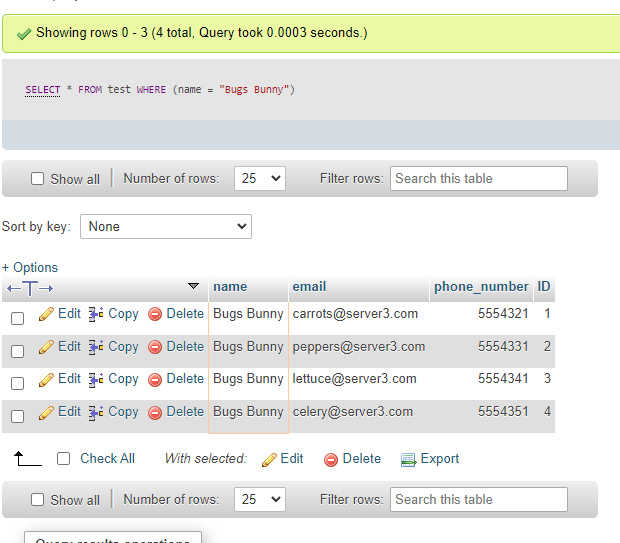 Showing rows 0 - 3 (4 total, Query took 0.0003 seconds.)
SELECT * FROM test WHERE (name = "Bugs Bunny")
Show all Number of rows: 25 Filter rows: Search this table
Sort by key: None
+ Options
←T→ name email phone_number ID
Edit Copy Delete Bugs Bunny carrots@server3.com 5554321 1
Edit Copy Delete Bugs Bunny peppers@server3.com 5554331 2
Edit Copy Delete Bugs Bunny lettuce@server3.com 5554341 3
Edit Copy Delete Bugs Bunny celery@server3.com 5554351 4
Check All With selected: Edit Delete Export
Show all Number of rows: 25 Filter rows: Search this table
Query results operations